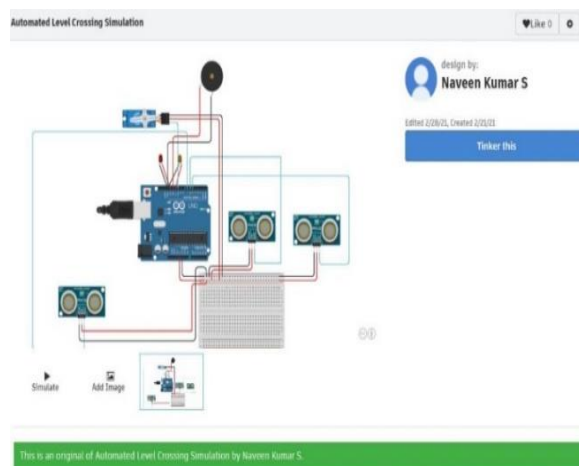 Automated Level Crossing Simulation
Like 0
design by:
Naveen Kumar S
Edited 2/28/21, Created 2/21/21
Tinker this
Simulate
Add Image
This is an original of Automated Level Crossing Simulation by Naveen Kumar S.